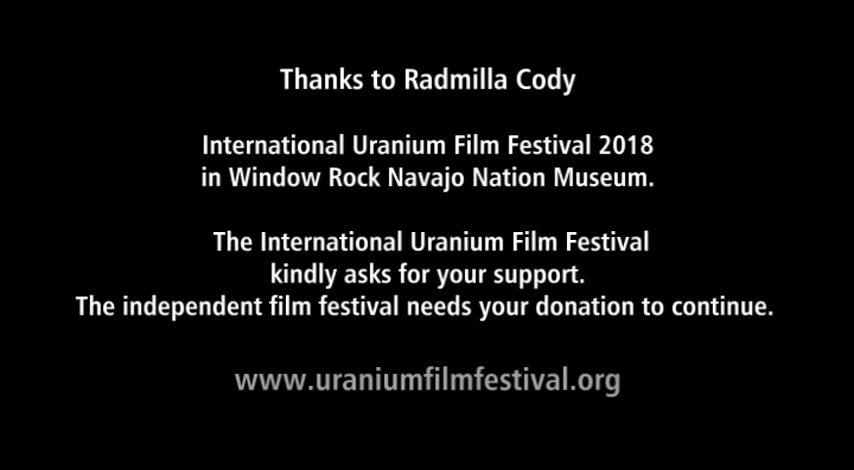 Thanks to Radmilla Cody
International Uranium Film Festival 2018
in Window Rock Navajo Nation Museum.
The International Uranium Film Festival
kindly asks for your support.
The independent film festival needs your donation to continue.
www.uraniumfilmfestival.org